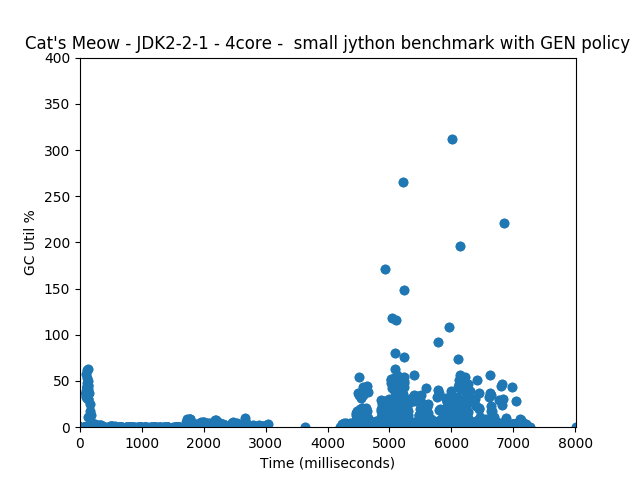 Cat's Meow - JDK2-2-1 - 4core -  small jython benchmark with GEN policy
400
350
300
250
200
150
100
50
0
GC Util %
0 1000 2000 3000 4000 5000 6000 7000 8000
Time (milliseconds)